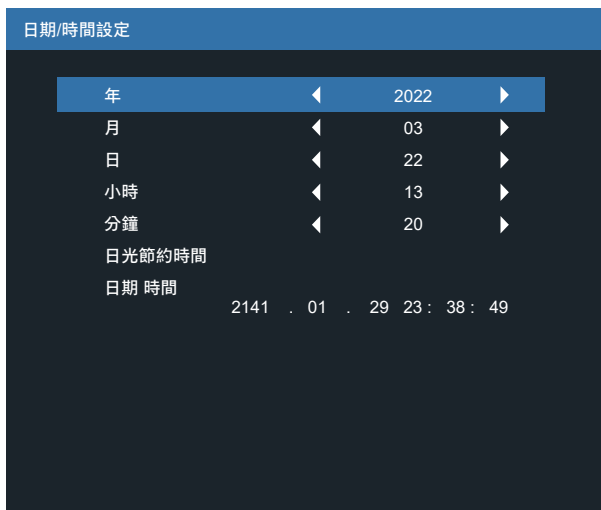 日期/時間設定
年 2022
月 03
日 22
小時 13
分鐘 20
日光節約時間
日期 時間
2141 . 01 . 29 23 : 38 : 49